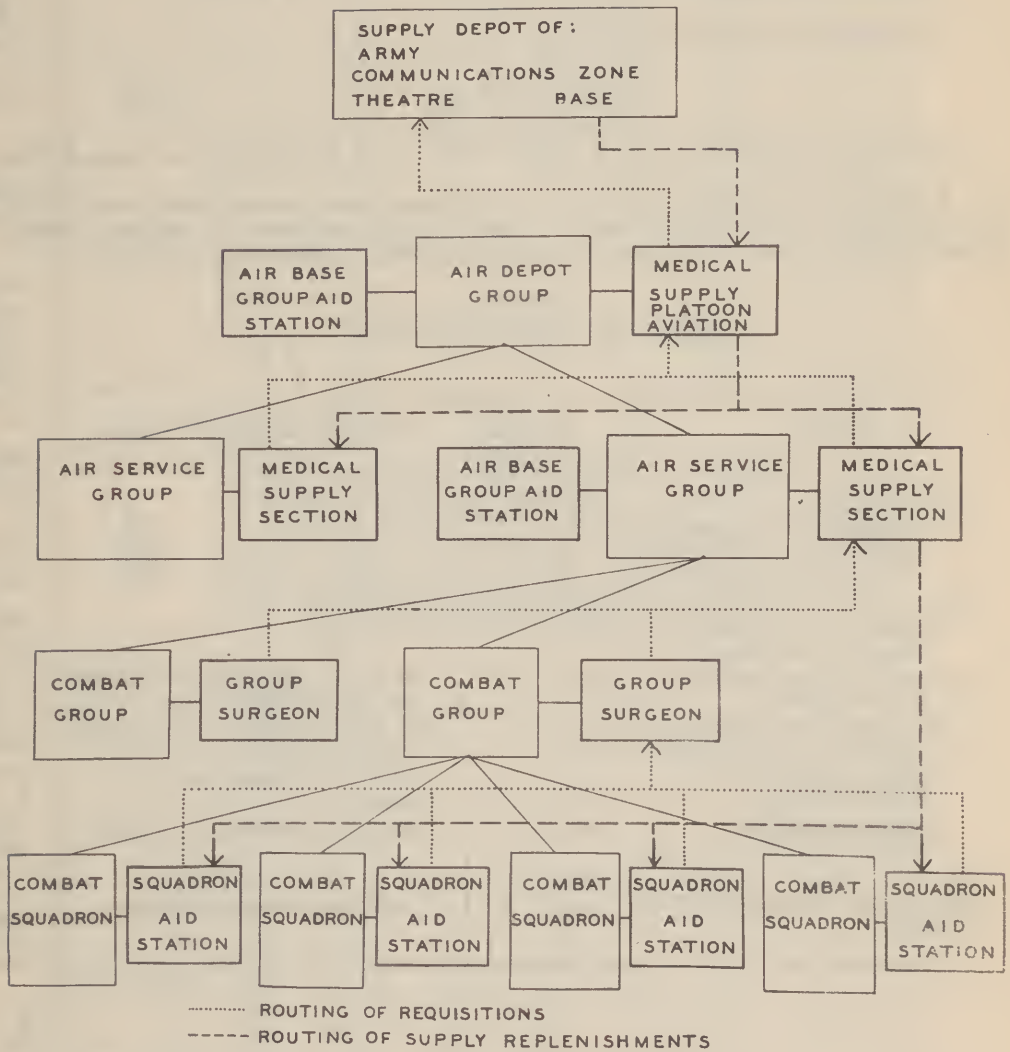 SUPPLY DEPOT OF:
ARMY
COMMUNICATIONS ZONE
THEATRE BASE
AIR BASE
GROUP AID
STATION
AIR DEPOT
GROUP
MEDICAL
SUPPLY
PLATOON
AVIATION
AIR SERVICE
GROUP
MEDICAL
SUPPLY
SECTION
AIR BASE
GROUP AID
STATION
AIR SERVICE
GROUP
MEDICAL
SUPPLY
SECTION
COMBAT
GROUP
GROUP
SURGEON
COMBAT
GROUP
GROUP
SURGEON
COMBAT
SQUADRON
SQUADRON
AID
STATION
COMBAT
SQUADRON
SQUADRON
AID
STATION
COMBAT
SQUADRON
SQUADRON
AID
STATION
COMBAT
SQUADRON
SQUADRON
AID
STATION
ROUTING OF REQUISITIONS
ROUTING OF SUPPLY REPLENISHMENTS